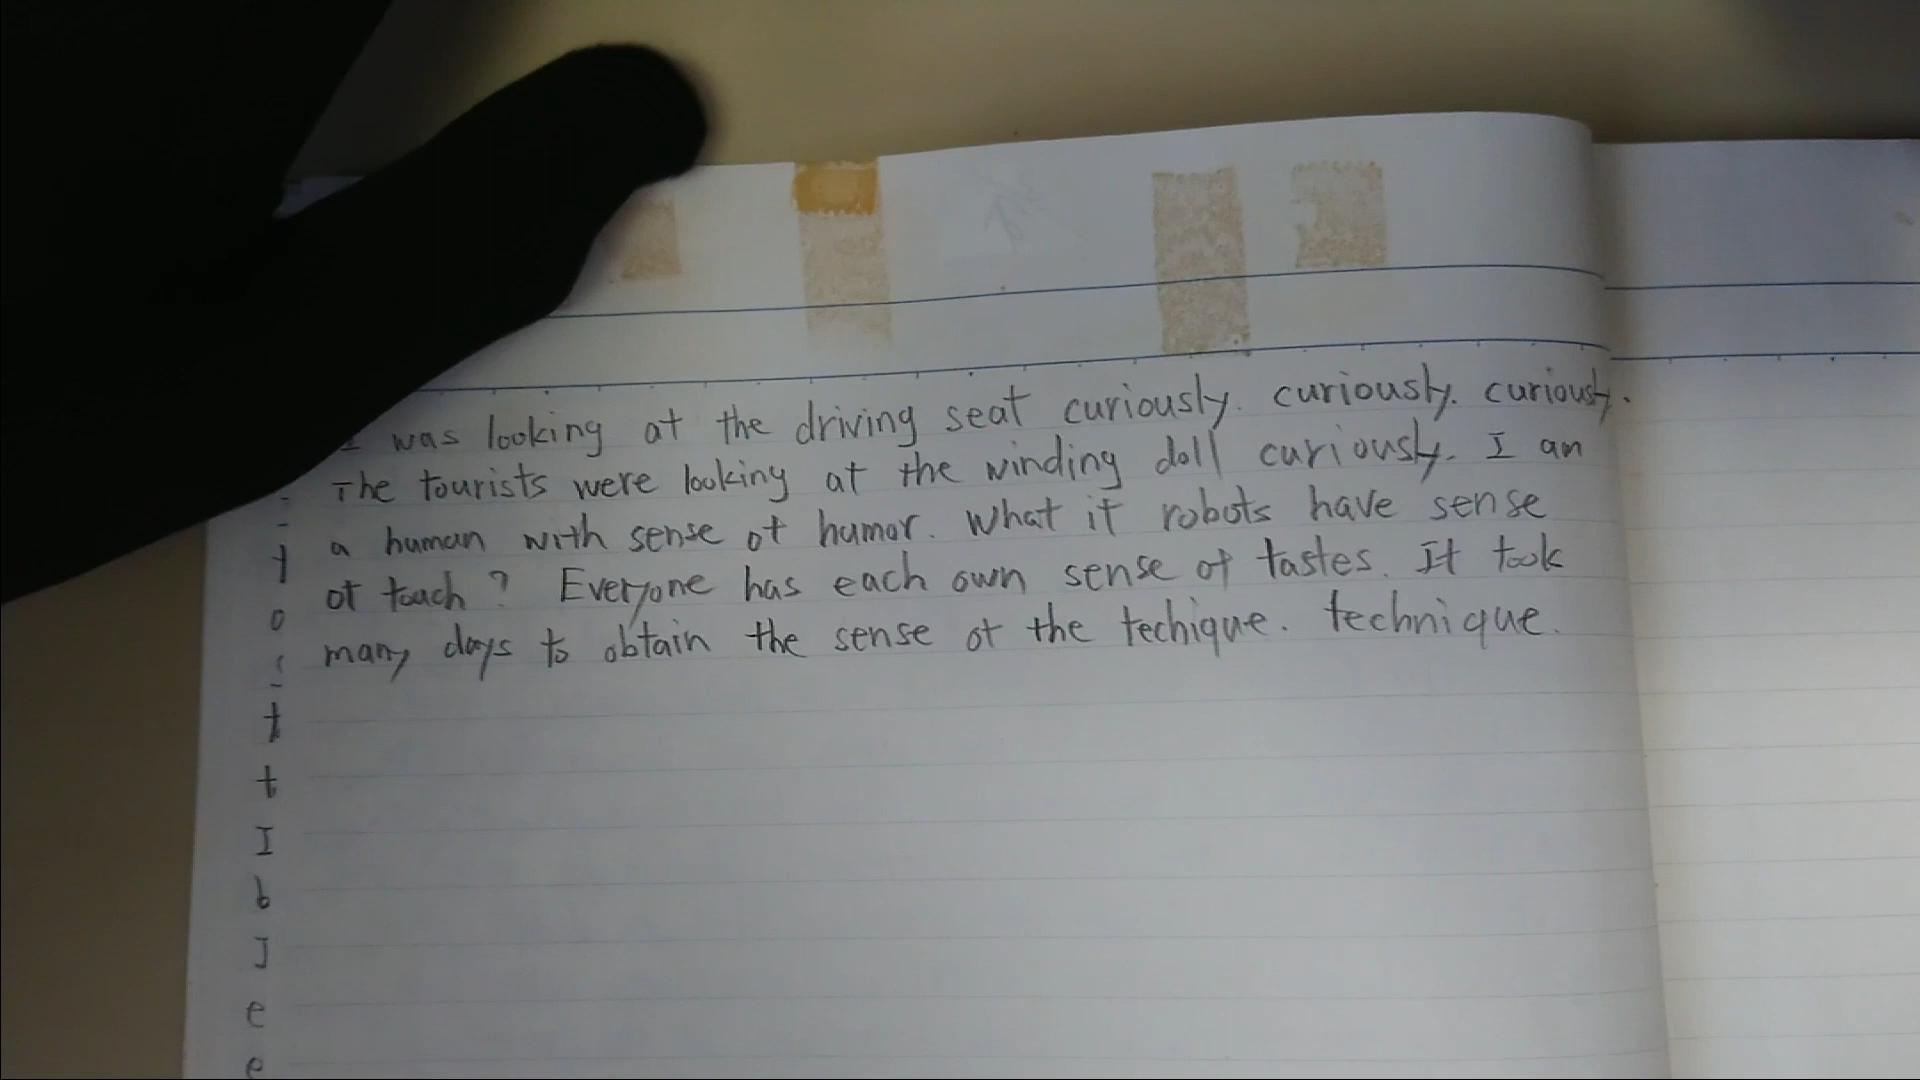 I was looking at the driving seat curiously. curiously. curiously.
The tourists were looking at the winding doll curiously. I am
a human with sense of humor. What if robots have sense
of touch? Everyone has each own sense of tastes. It took
many days to obtain the sense of the techique. technique.
t
t
I
b
J
e
e